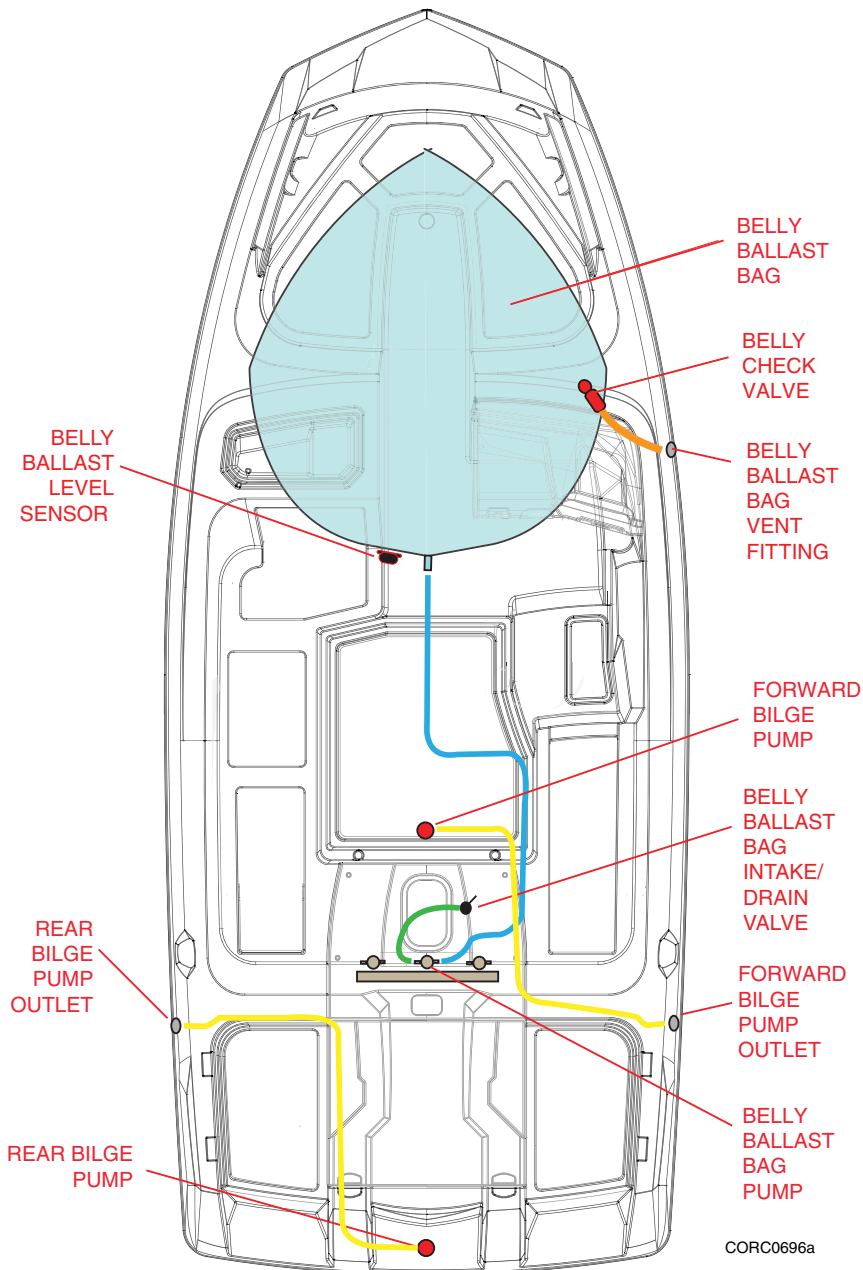 BELLY
BALLAST
BAG
BELLY
CHECK
VALVE
BELLY
BALLAST
LEVEL
SENSOR
BELLY
BALLAST
BAG
VENT
FITTING
FORWARD
BILGE
PUMP
BELLY
BALLAST
BAG
INTAKE/
DRAIN
VALVE
REAR
BILGE
PUMP
OUTLET
FORWARD
BILGE
PUMP
OUTLET
BELLY
BALLAST
BAG
PUMP
REAR BILGE
PUMP
CORC0696a